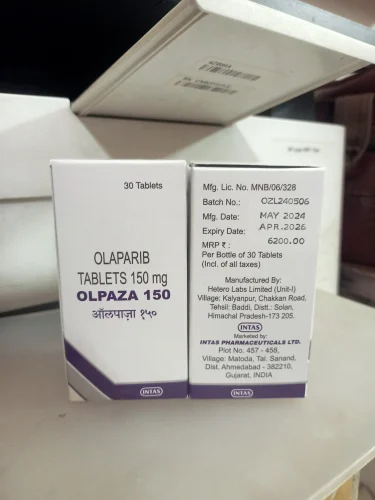 30 Tablets
OLAPARIB
TABLETS 150 mg
OLPAZA 150
ऑलपाज़ा १५०
INTAS
Mfg. Lic. No. MNB/06/328
Batch No.: OZL240506
Mfg. Date: MAY 2024
Expiry Date: APR.2026
MRP ₹ : 6200.00
Per Bottle of 30 Tablets
(Incl. of all taxes)
Manufactured By:
Hetero Labs Limited (Unit-I)
Village: Kalyanpur, Chakkan Road,
Tehsil: Baddi, Distt.: Solan,
Himachal Pradesh-173 205.
INTAS
Marketed by:
INTAS PHARMACEUTICALS LTD.
Plot No. 457 - 458,
Village: Matoda, Tal. Sanand,
Dist. Ahmedabad - 382210,
Gujarat, INDIA
INTAS